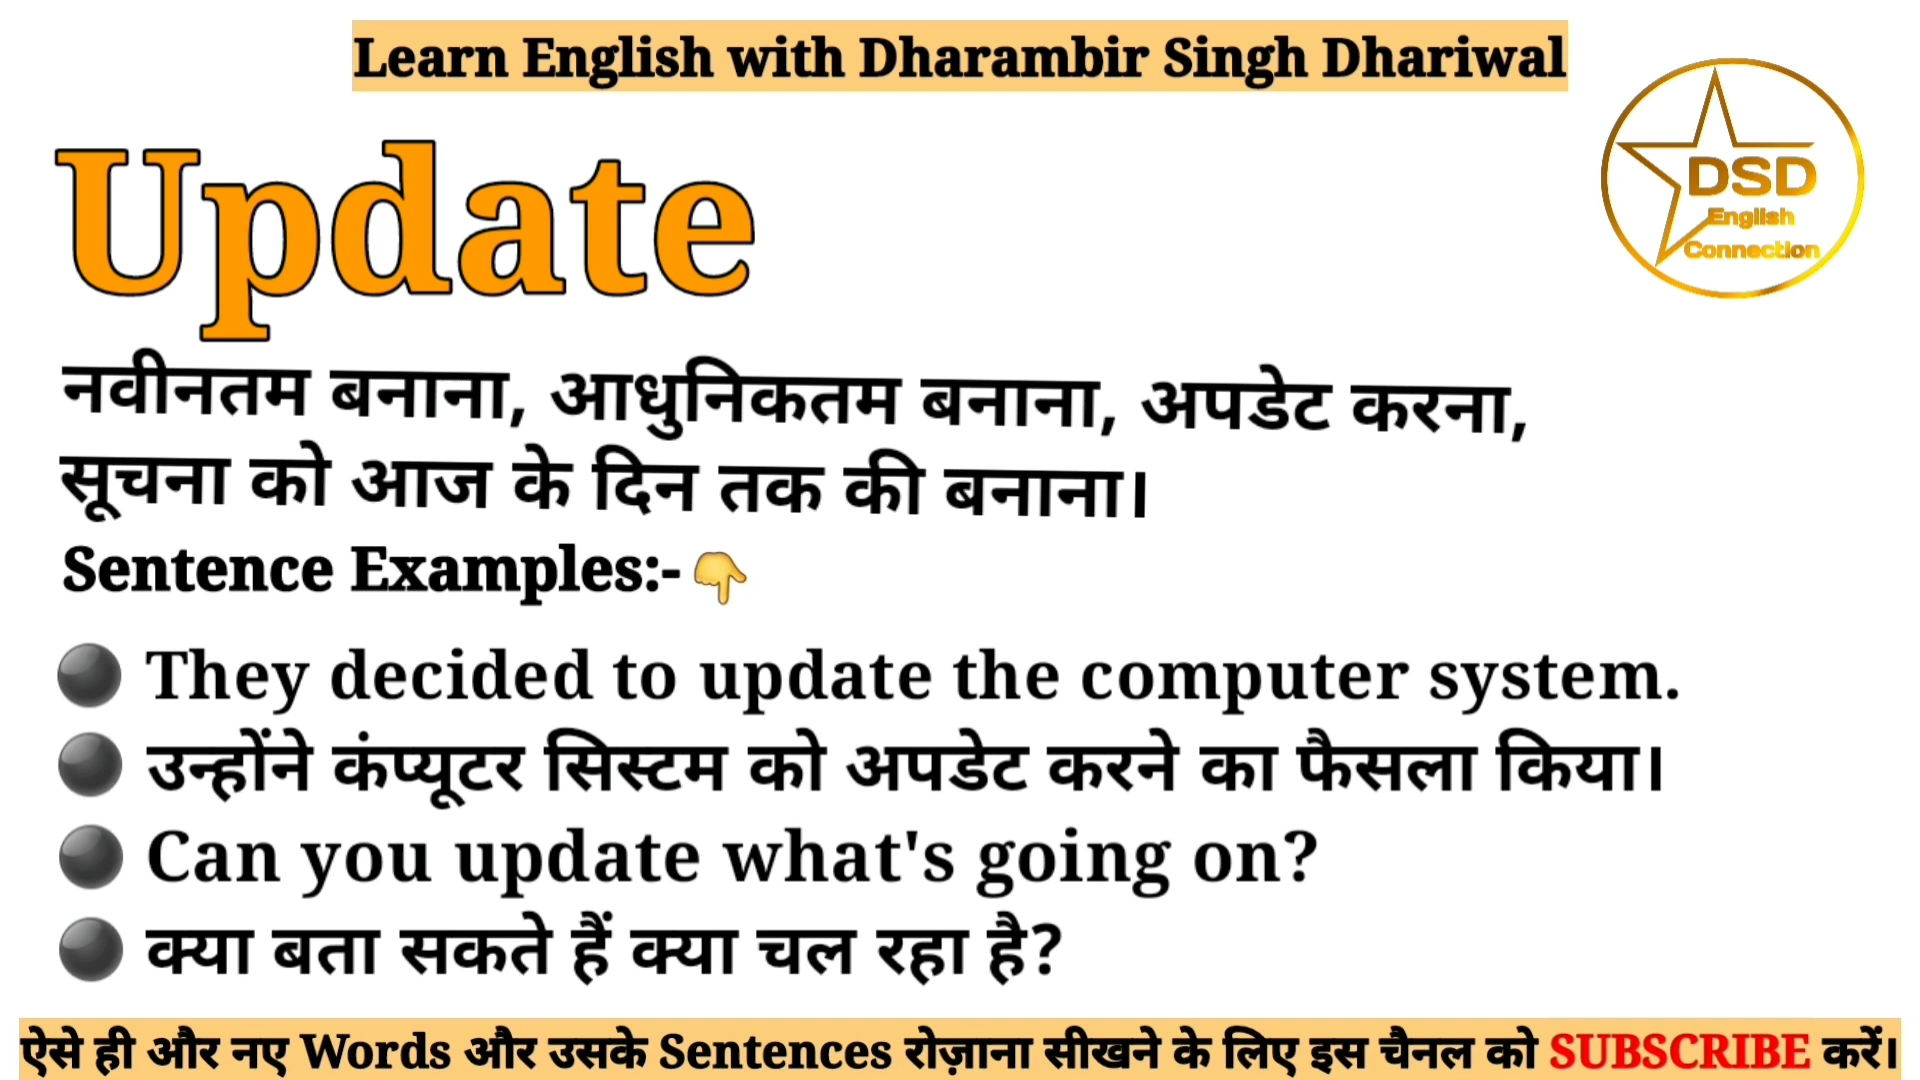 Learn English with Dharambir Singh Dhariwal
DSD
English
Connection
Update
नवीनतम बनाना, आधुनिकतम बनाना, अपडेट करना,
सूचना को आज के दिन तक की बनाना।
Sentence Examples:- 👇
⚫ They decided to update the computer system.
⚫ उन्होंने कंप्यूटर सिस्टम को अपडेट करने का फैसला किया।
⚫ Can you update what's going on?
⚫ क्या बता सकते हैं क्या चल रहा है?
ऐसे ही और नए Words और उसके Sentences रोज़ाना सीखने के लिए इस चैनल को SUBSCRIBE करें।